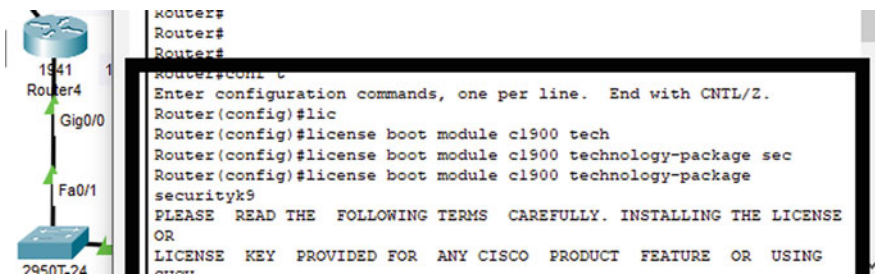 Router#
Router#
Router#
Router#conf t
Enter configuration commands, one per line.  End with CNTL/Z.
Router(config)#lic
Router(config)#license boot module c1900 tech
Router(config)#license boot module c1900 technology-package sec
Router(config)#license boot module c1900 technology-package
securityk9
PLEASE  READ THE  FOLLOWING TERMS  CAREFULLY. INSTALLING THE LICENSE
OR
LICENSE  KEY  PROVIDED FOR  ANY CISCO  PRODUCT  FEATURE  OR  USING
1941
1
Router4
Gig0/0
Fa0/1
2950T-24